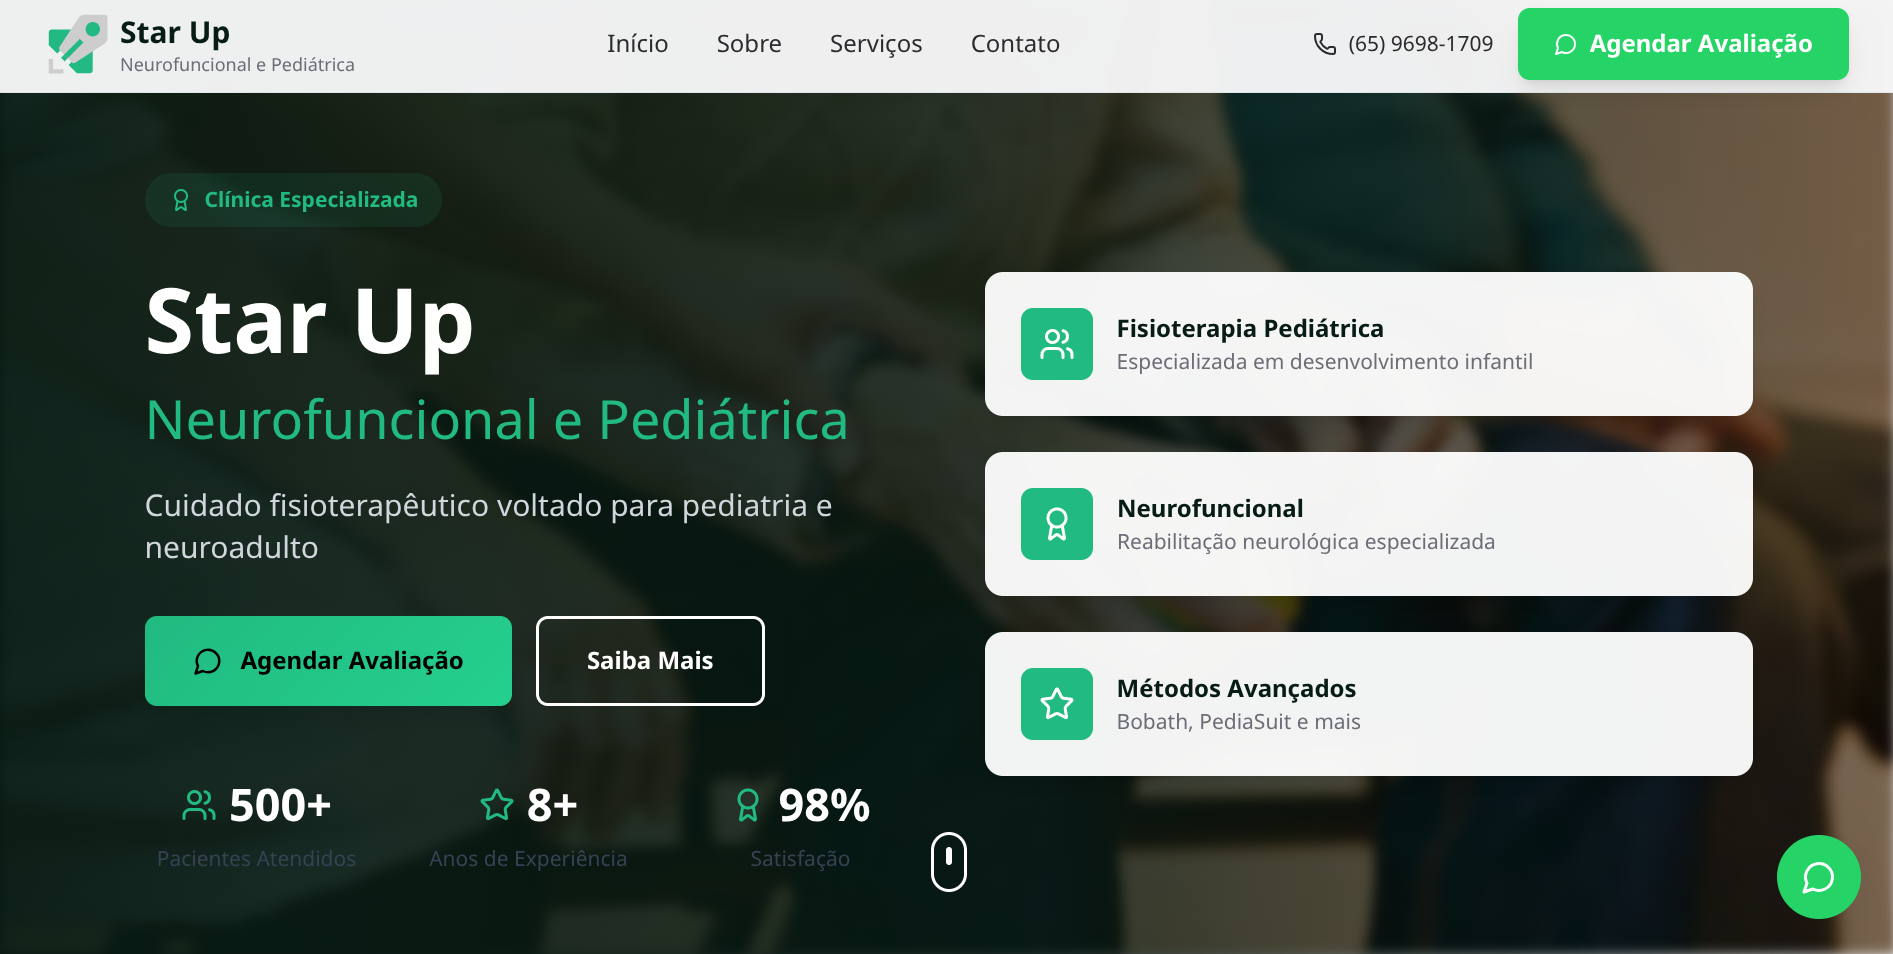 Star Up
Neurofuncional e Pediátrica
Início
Sobre
Serviços
Contato
(65) 9698-1709
Agendar Avaliação
Clínica Especializada
Star Up
Neurofuncional e Pediátrica
Cuidado fisioterapêutico voltado para pediatria e
neuroadulto
Agendar Avaliação
Saiba Mais
500+
Pacientes Atendidos
8+
Anos de Experiência
98%
Satisfação
Fisioterapia Pediátrica
Especializada em desenvolvimento infantil
Neurofuncional
Reabilitação neurológica especializada
Métodos Avançados
Bobath, PediaSuit e mais